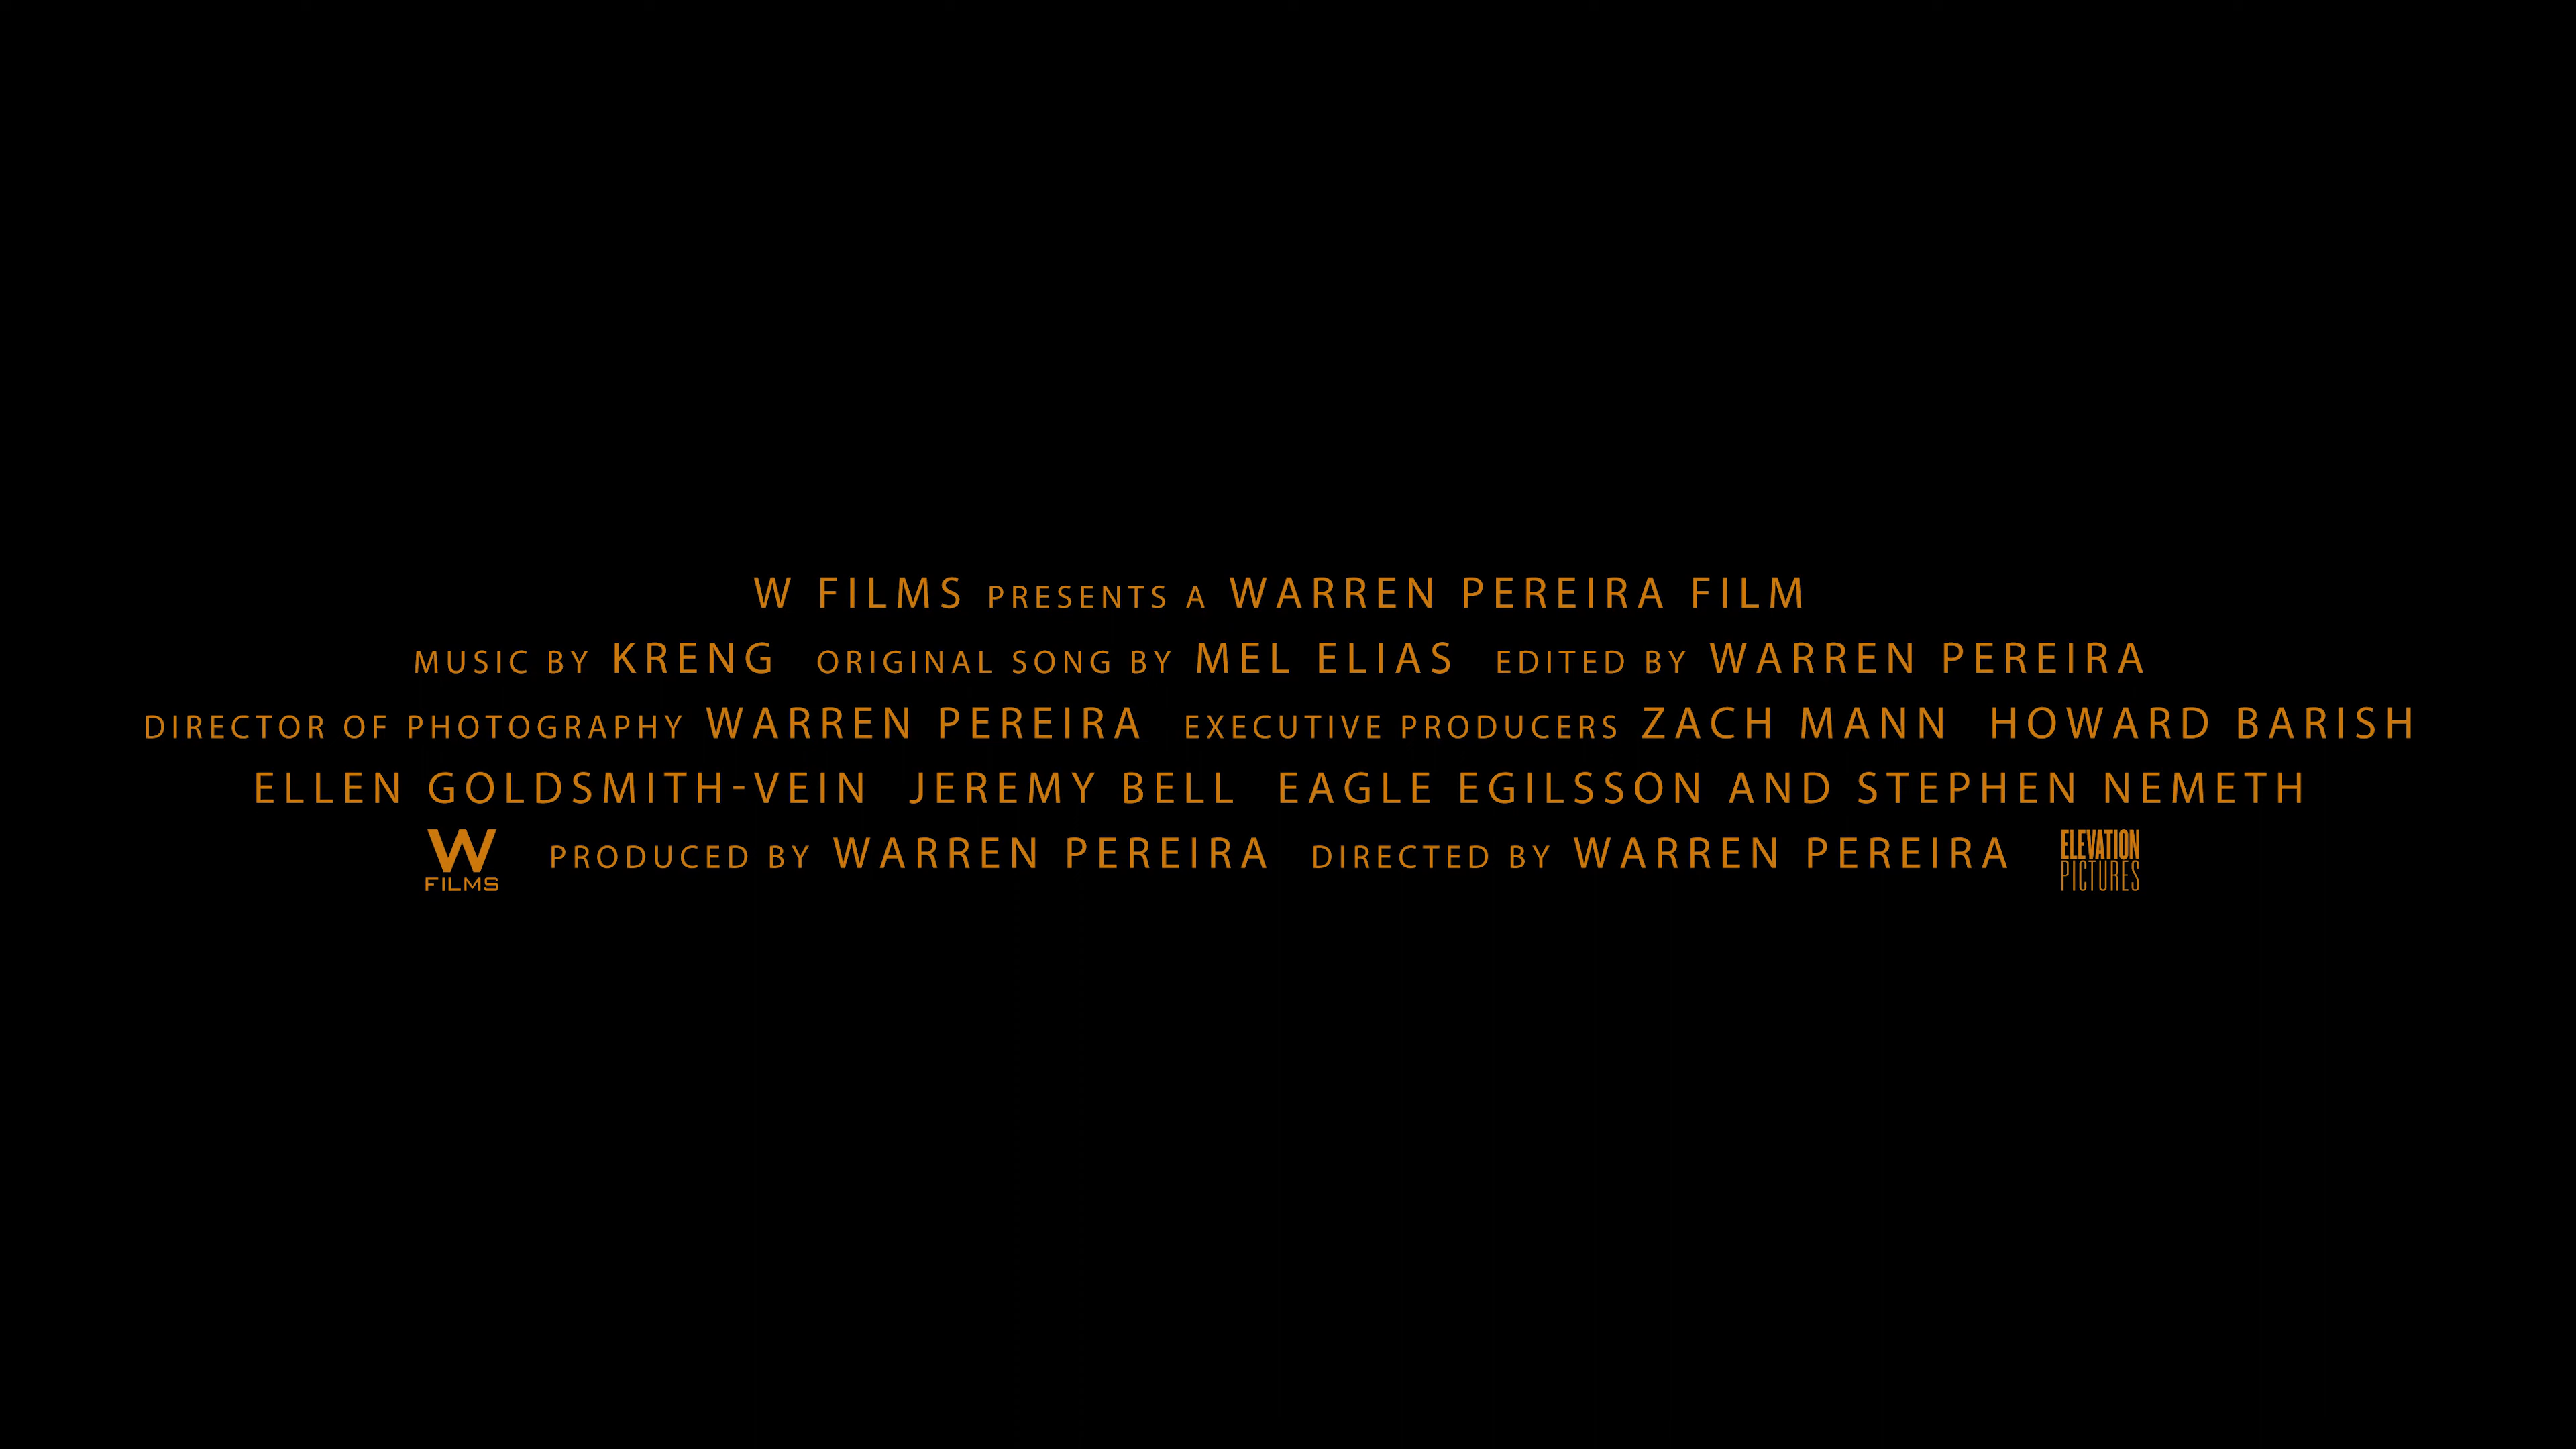 W FILMS PRESENTS A WARREN PEREIRA FILM
MUSIC BY KRENG ORIGINAL SONG BY MEL ELIAS EDITED BY WARREN PEREIRA
DIRECTOR OF PHOTOGRAPHY WARREN PEREIRA EXECUTIVE PRODUCERS ZACH MANN HOWARD BARISH
ELLEN GOLDSMITH-VEIN JEREMY BELL EAGLE EGILSSON AND STEPHEN NEMETH
W FILMS PRODUCED BY WARREN PEREIRA DIRECTED BY WARREN PEREIRA ELEVATION PICTURES